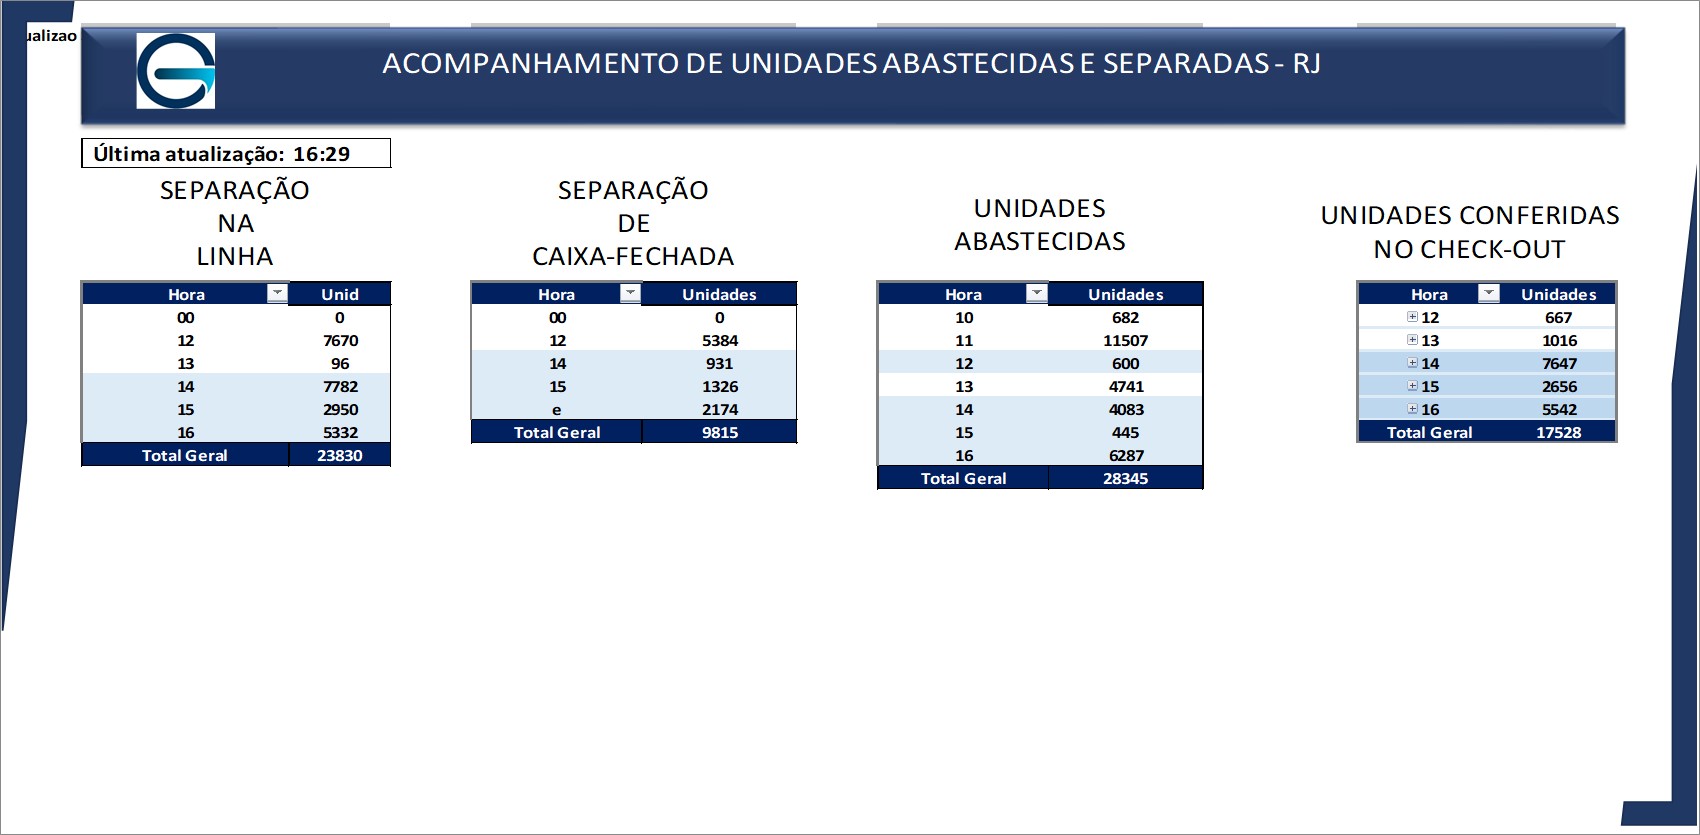 ualizao
ACOMPANHAMENTO DE UNIDADES ABASTECIDAS E SEPARADAS - RJ
Última atualização: 16:29
SEPARAÇÃO
NA
LINHA
Hora Unid
00 0
12 7670
13 96
14 7782
15 2950
16 5332
Total Geral 23830
SEPARAÇÃO
DE
CAIXA-FECHADA
Hora Unidades
00 0
12 5384
14 931
15 1326
e 2174
Total Geral 9815
UNIDADES
ABASTECIDAS
Hora Unidades
10 682
11 11507
12 600
13 4741
14 4083
15 445
16 6287
Total Geral 28345
UNIDADES CONFERIDAS
NO CHECK-OUT
Hora Unidades
12 667
13 1016
14 7647
15 2656
16 5542
Total Geral 17528